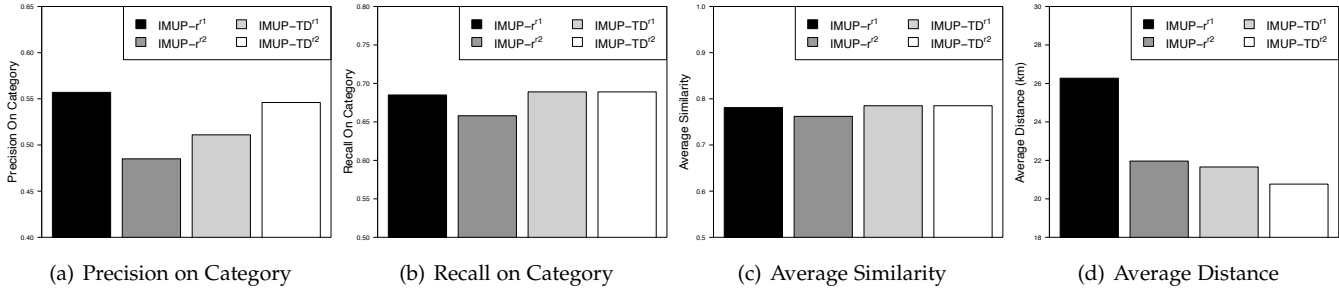 Precision On Category
0.40
0.45
0.50
0.55
0.60
0.65
IMUP−r^r1
IMUP−r^r2
IMUP−TD^r1
IMUP−TD^r2
(a) Precision on Category
Recall On Category
0.50
0.55
0.60
0.65
0.70
0.75
0.80
IMUP−r^r1
IMUP−r^r2
IMUP−TD^r1
IMUP−TD^r2
(b) Recall on Category
Average Similarity
0.5
0.6
0.7
0.8
0.9
1.0
IMUP−r^r1
IMUP−r^r2
IMUP−TD^r1
IMUP−TD^r2
(c) Average Similarity
Average Distance (km)
18
20
22
24
26
28
30
IMUP−r^r1
IMUP−r^r2
IMUP−TD^r1
IMUP−TD^r2
(d) Average Distance